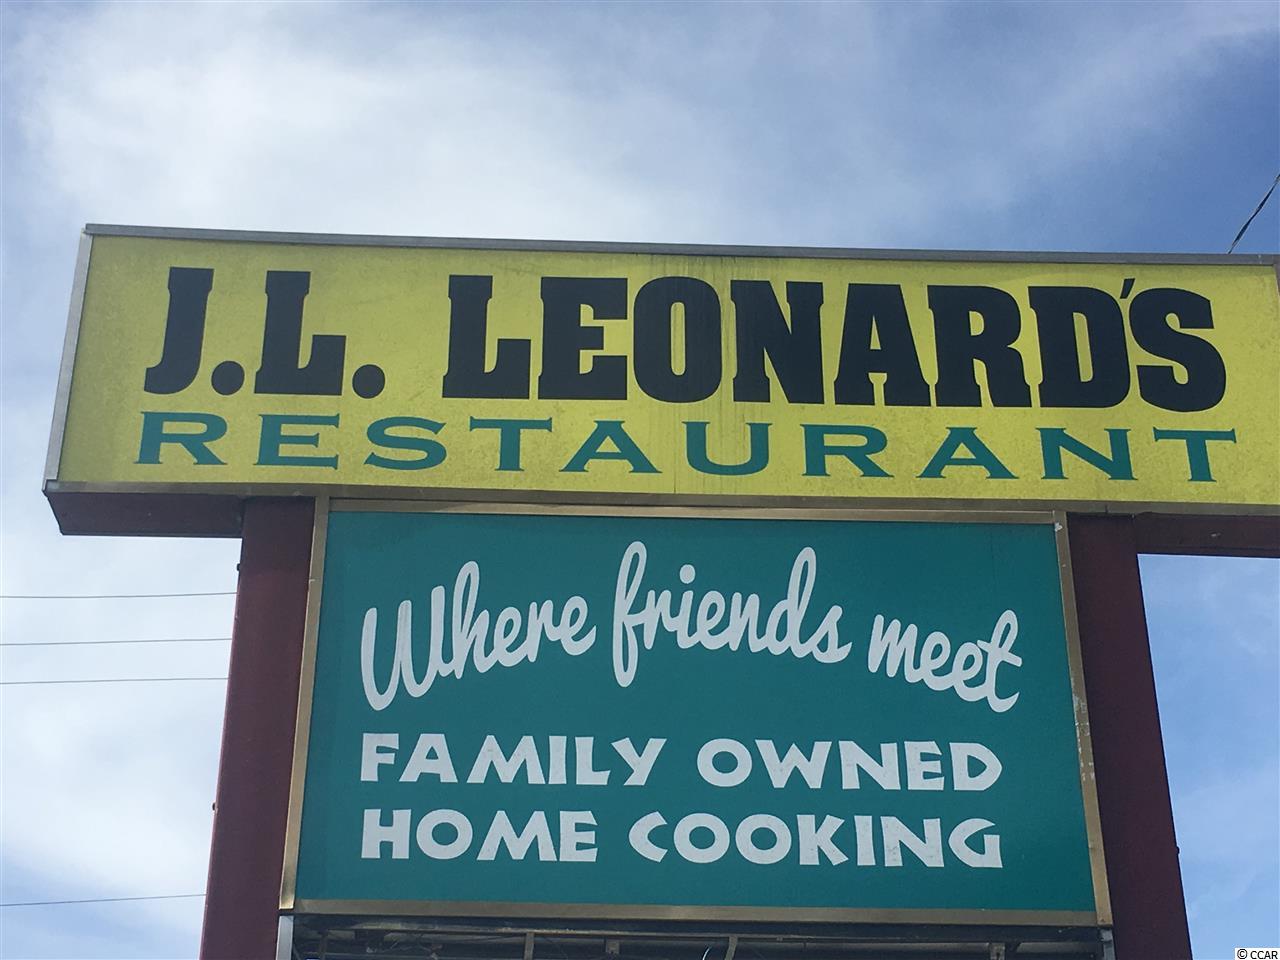 J.L. LEONARD'S
RESTAURANT
Where friends meet
FAMILY OWNED
HOME COOKING
© CCAR